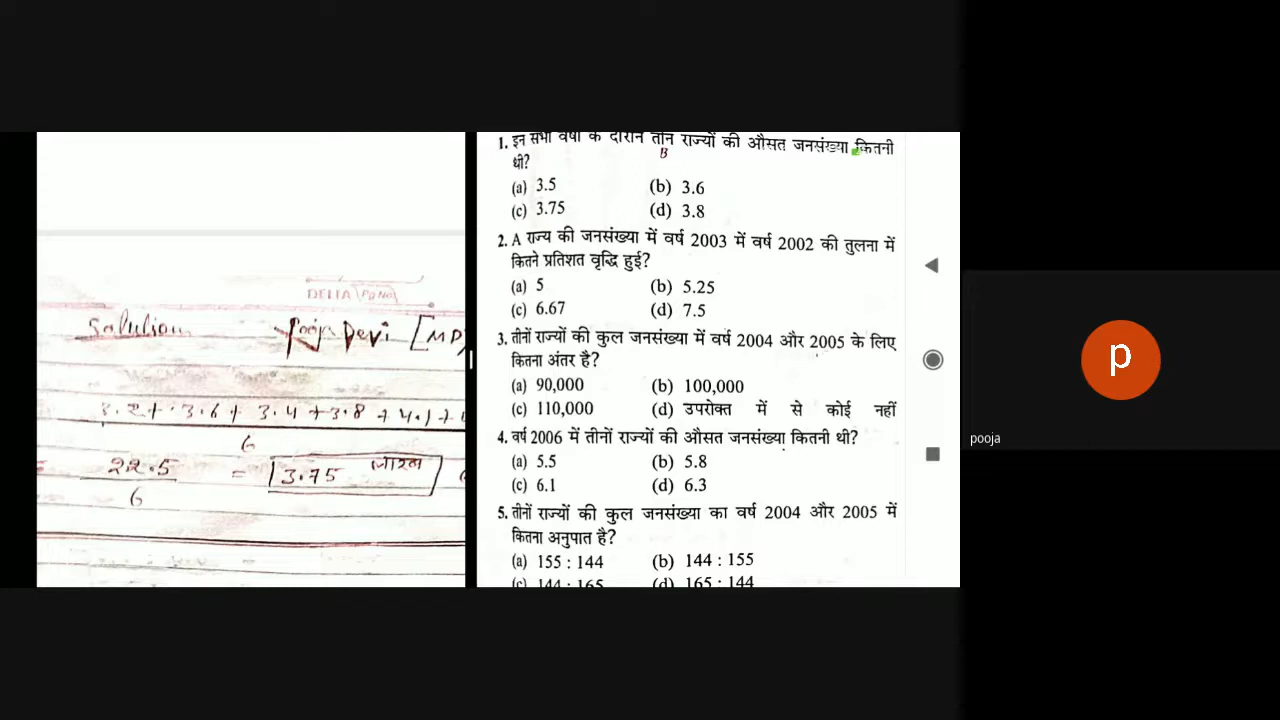 DELTA Pg No.
Solution Pooja Devi [MP]
3.2 + 3.6 + 3.4 + 3.8 + 4.1 +
6
= 22.5 = 3.75 लाख
6
1. इन सभी वर्षों के दौरान तीन राज्यों की औसत जनसंख्या कितनी
B
थी?
(a) 3.5 (b) 3.6
(c) 3.75 (d) 3.8
2. A राज्य की जनसंख्या में वर्ष 2003 में वर्ष 2002 की तुलना में
कितने प्रतिशत वृद्धि हुई?
(a) 5 (b) 5.25
(c) 6.67 (d) 7.5
3. तीनों राज्यों की कुल जनसंख्या में वर्ष 2004 और 2005 के लिए
कितना अंतर है?
(a) 90,000 (b) 100,000
(c) 110,000 (d) उपरोक्त में से कोई नहीं
4. वर्ष 2006 में तीनों राज्यों की औसत जनसंख्या कितनी थी?
(a) 5.5 (b) 5.8
(c) 6.1 (d) 6.3
5. तीनों राज्यों की कुल जनसंख्या का वर्ष 2004 और 2005 में
कितना अनुपात है?
(a) 155 : 144 (b) 144 : 155
(c) 144 : 165 (d) 165 : 144
p
pooja